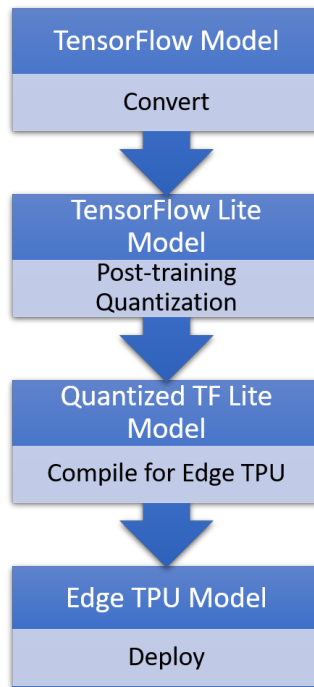 TensorFlow Model
Convert
TensorFlow Lite
Model
Post-training
Quantization
Quantized TF Lite
Model
Compile for Edge TPU
Edge TPU Model
Deploy